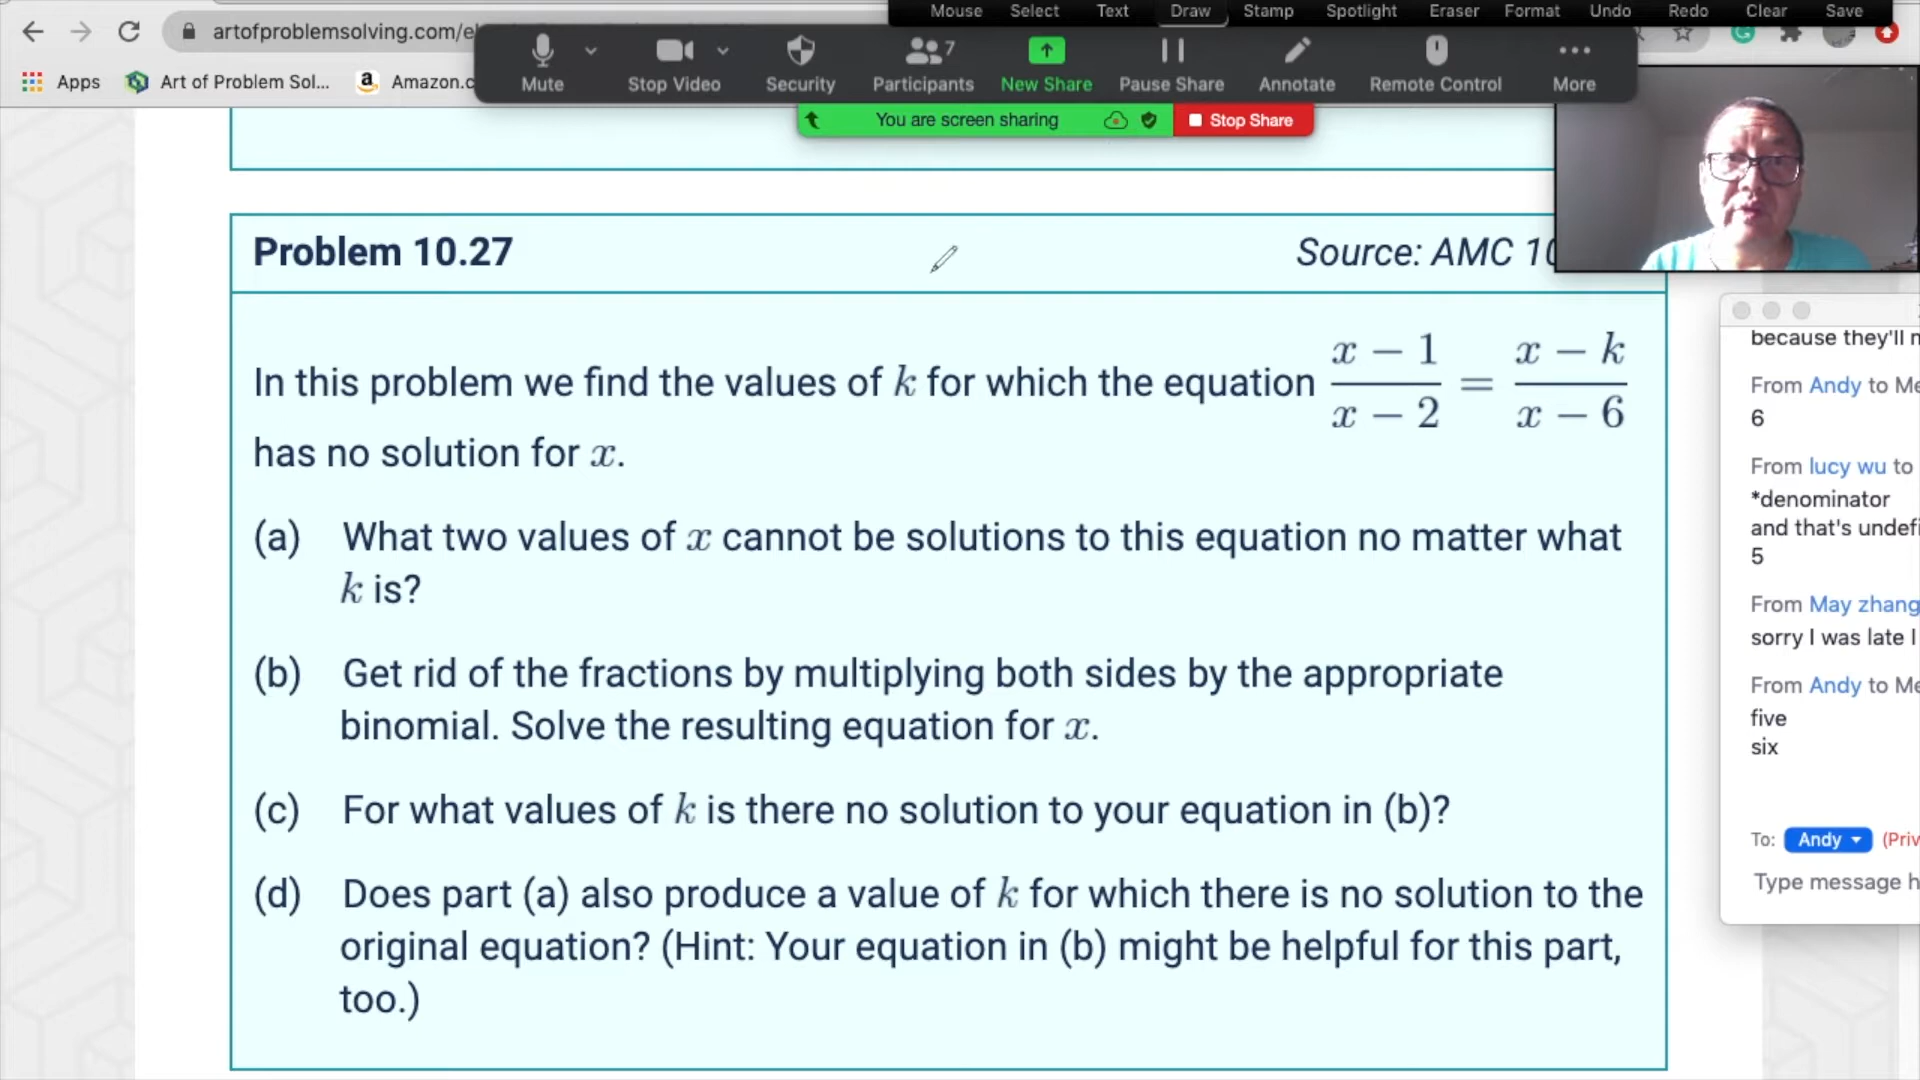 Mouse Select Text Draw Stamp Spotlight Eraser Format Undo Redo Clear Save
artofproblemsolving.com/e
Mute Stop Video Security Participants 7 New Share Pause Share Annotate Remote Control More
Apps Art of Problem Sol... Amazon.c
You are screen sharing Stop Share
Problem 10.27 Source: AMC 10
In this problem we find the values of k for which the equation \frac{x - 1}{x - 2} = \frac{x - k}{x - 6}
has no solution for x.
(a) What two values of x cannot be solutions to this equation no matter what
k is?
(b) Get rid of the fractions by multiplying both sides by the appropriate
binomial. Solve the resulting equation for x.
(c) For what values of k is there no solution to your equation in (b)?
(d) Does part (a) also produce a value of k for which there is no solution to the
original equation? (Hint: Your equation in (b) might be helpful for this part,
too.)
because they'll
From Andy to Me
6
From lucy wu to
*denominator
and that's undefi
5
From May zhang
sorry I was late I
From Andy to Me
five
six
To: Andy (Priv
Type message h